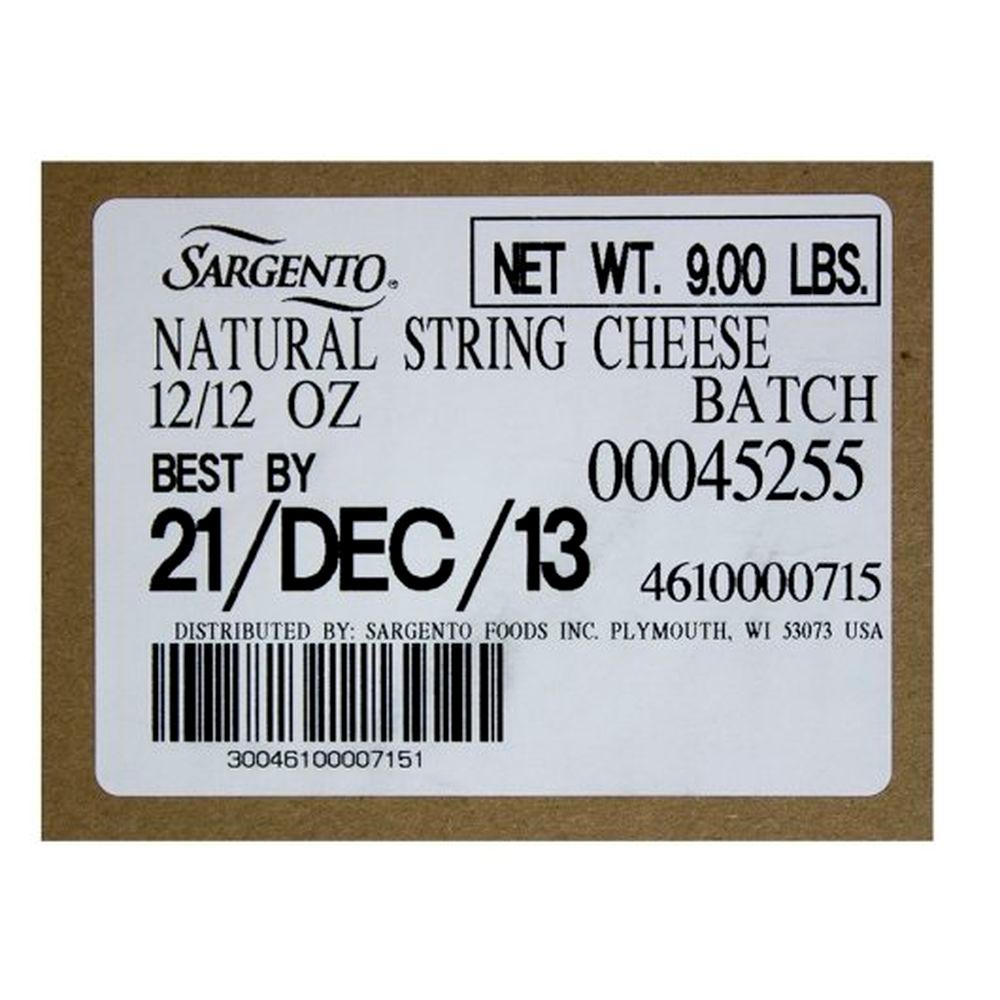 SARGENTO®
NET WT. 9.00 LBS.
NATURAL STRING CHEESE
12/12 OZ
BATCH
BEST BY
00045255
21/DEC/13
4610000715
DISTRIBUTED BY: SARGENTO FOODS INC. PLYMOUTH, WI 53073 USA
30046100007151